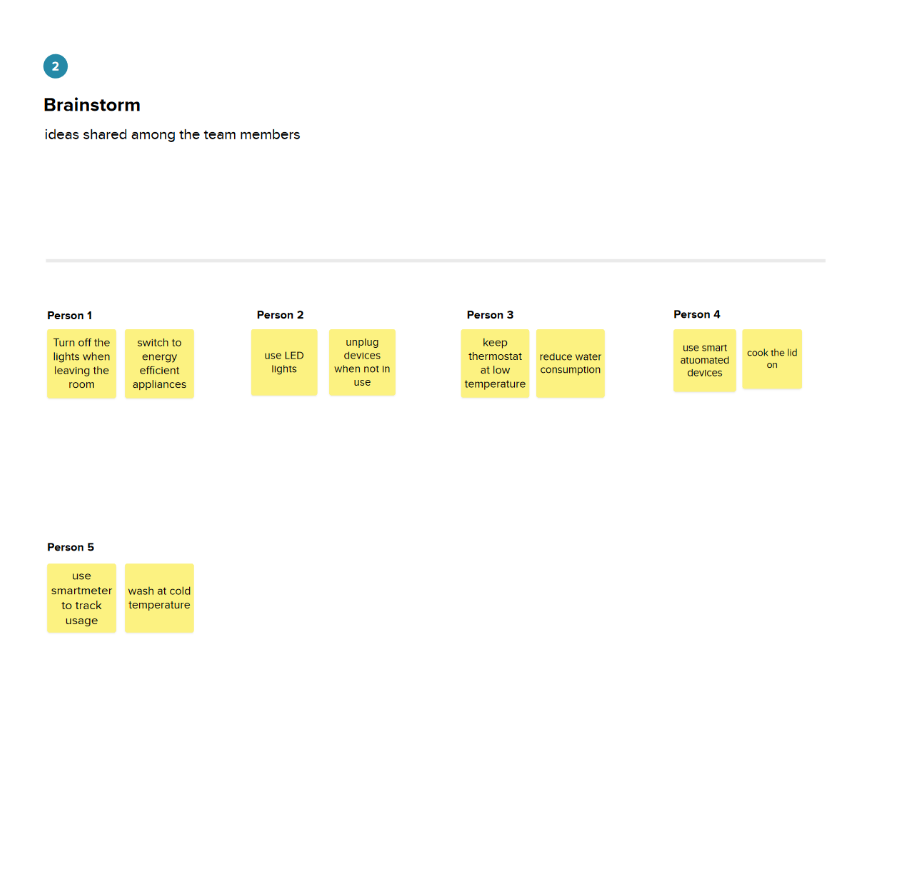 2
Brainstorm
ideas shared among the team members
Person 1
Turn off the
lights when
leaving the
room
switch to
energy
efficient
appliances
Person 2
use LED
lights
unplug
devices
when not in
use
Person 3
keep
thermostat
at low
temperature
reduce water
consumption
Person 4
use smart
atuomated
devices
cook the lid
on
Person 5
use
smartmeter
to track
usage
wash at cold
temperature